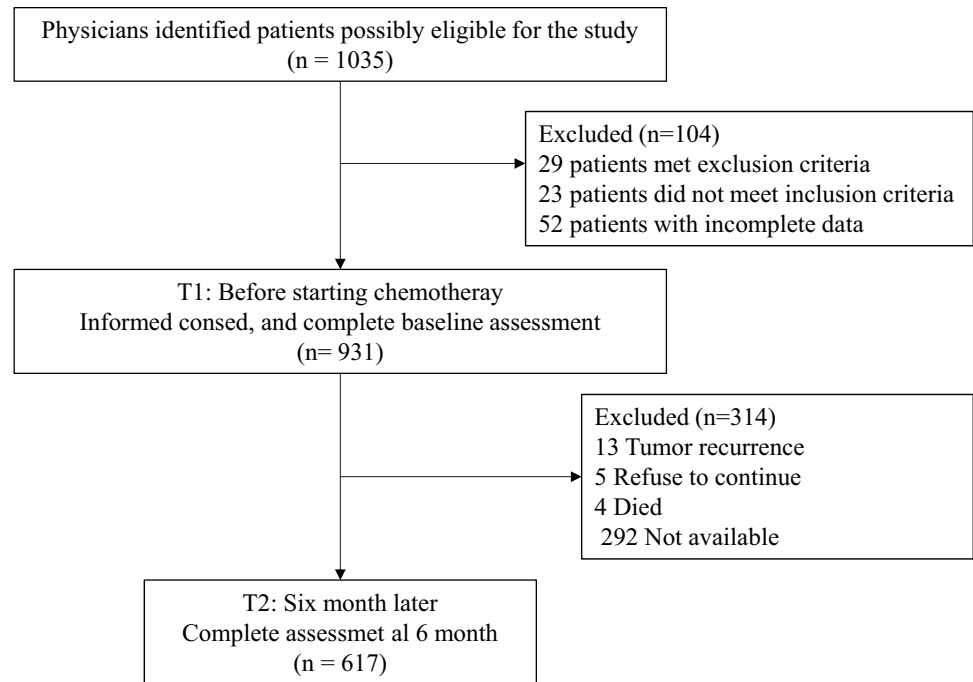 Physicians identified patients possibly eligible for the study
(n = 1035)
Excluded (n=104)
29 patients met exclusion criteria
23 patients did not meet inclusion criteria
52 patients with incomplete data
T1: Before starting chemotheray
Informed consed, and complete baseline assessment
(n= 931)
Excluded (n=314)
13 Tumor recurrence
5 Refuse to continue
4 Died
292 Not available
T2: Six month later
Complete assessmet al 6 month
(n = 617)